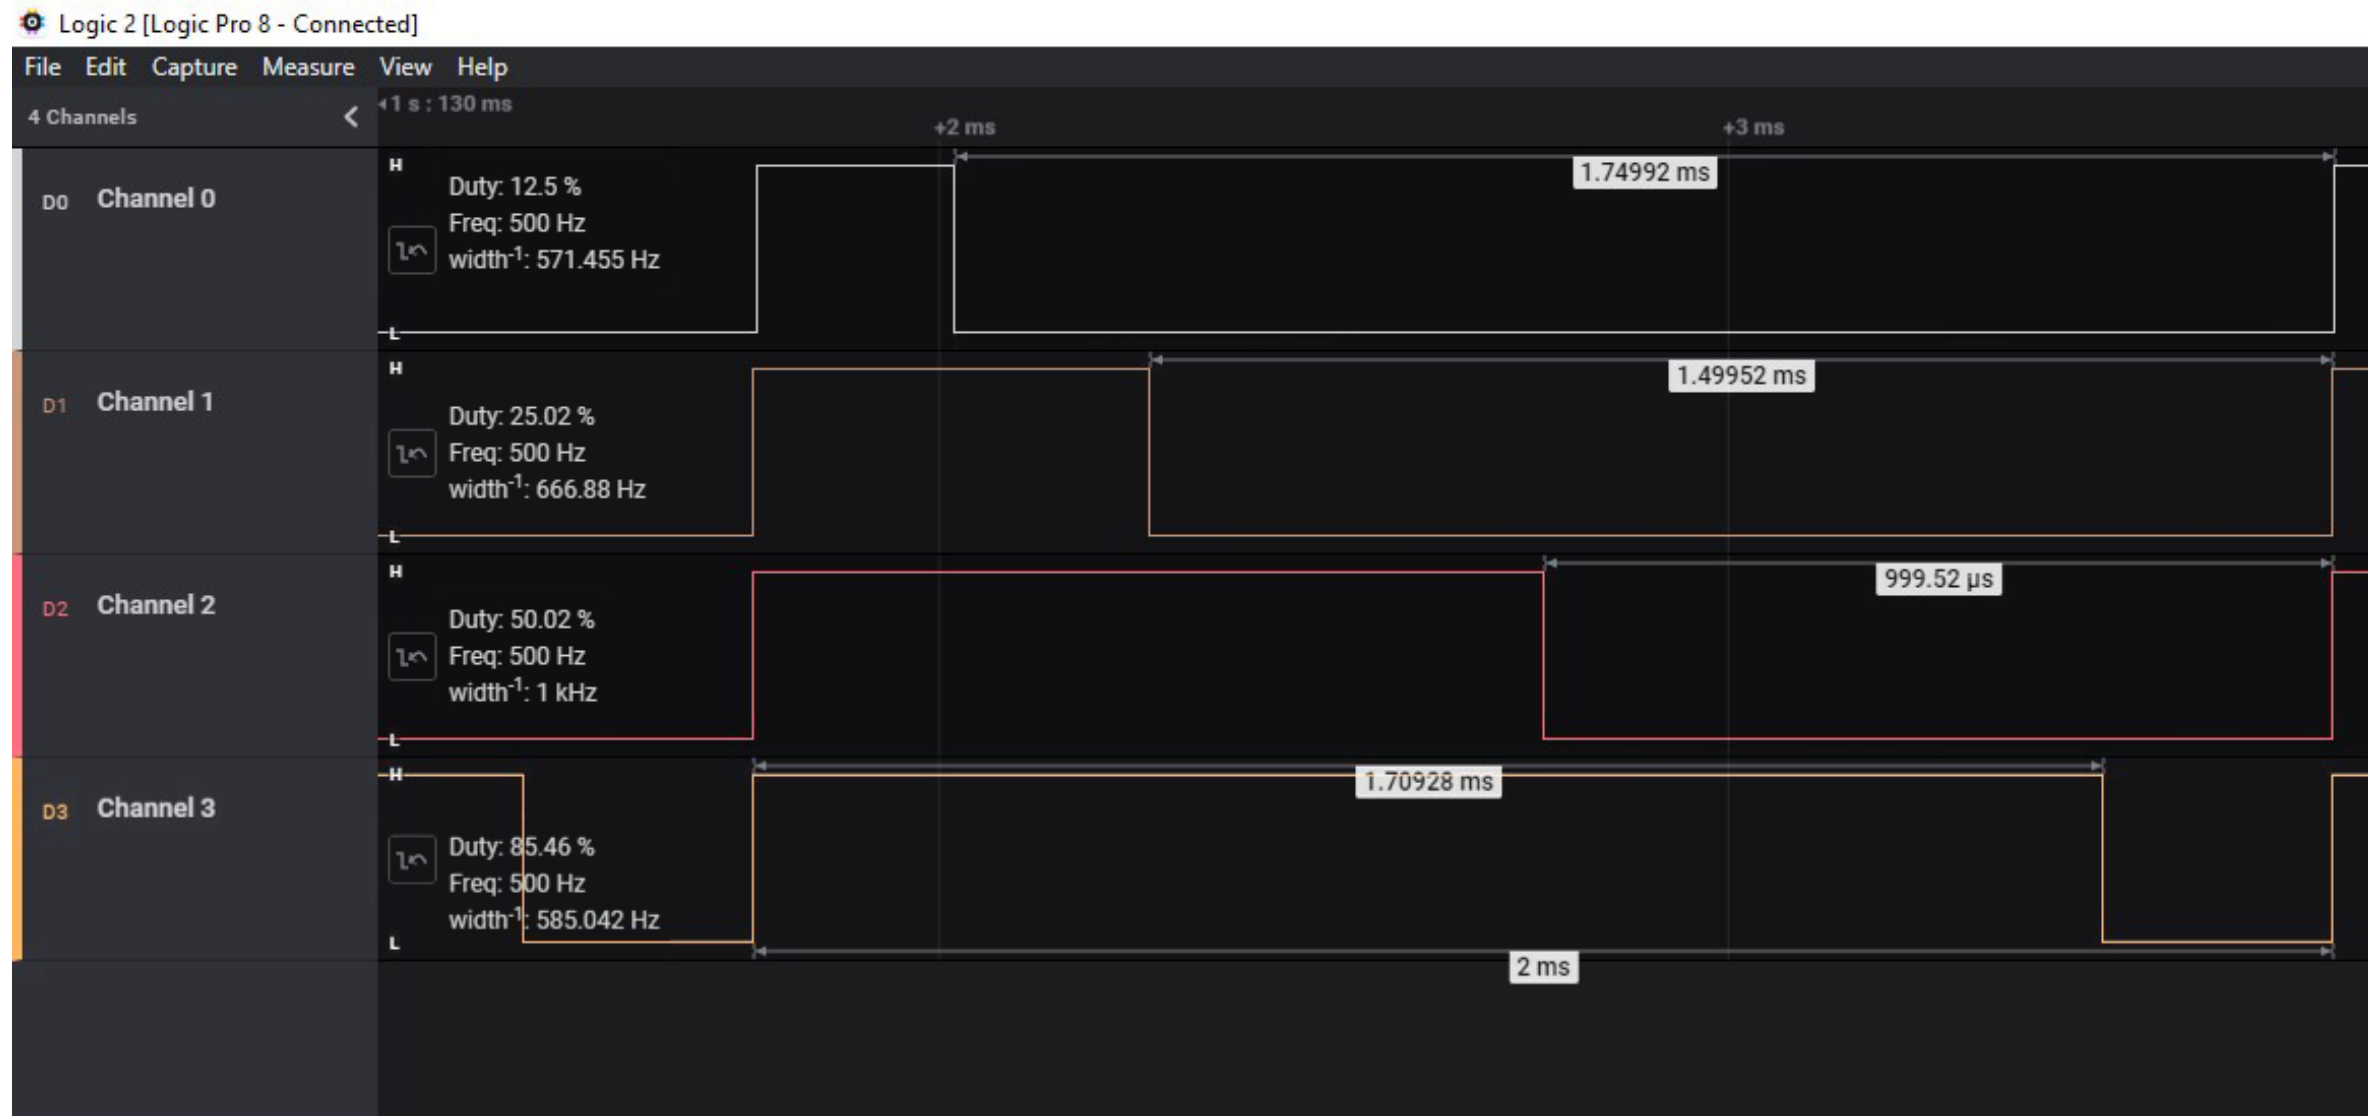 Logic 2 [Logic Pro 8 - Connected]
File Edit Capture Measure View Help
4 Channels
1 s : 130 ms
+2 ms +3 ms
D0 Channel 0
H
Duty: 12.5 %
Freq: 500 Hz
width⁻¹: 571.455 Hz
L
1.74992 ms
D1 Channel 1
H
Duty: 25.02 %
Freq: 500 Hz
width⁻¹: 666.88 Hz
L
1.49952 ms
D2 Channel 2
H
Duty: 50.02 %
Freq: 500 Hz
width⁻¹: 1 kHz
L
999.52 µs
D3 Channel 3
H
Duty: 85.46 %
Freq: 500 Hz
width⁻¹: 585.042 Hz
L
1.70928 ms
2 ms